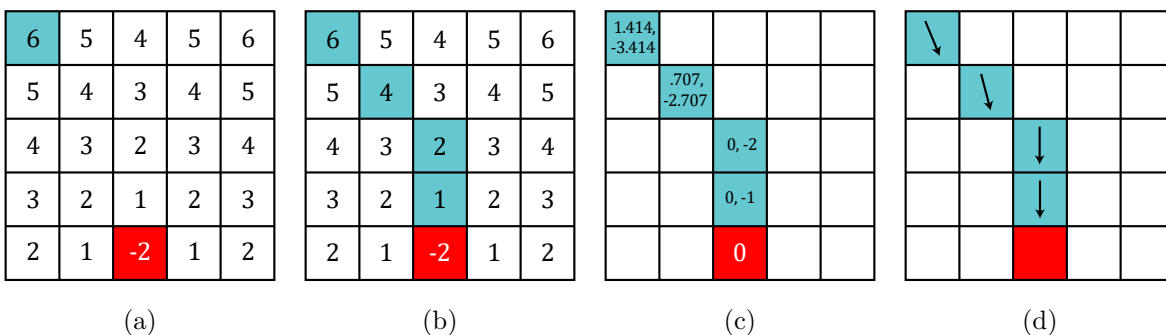 6 5 4 5 6
5 4 3 4 5
4 3 2 3 4
3 2 1 2 3
2 1 -2 1 2
(a)
6 5 4 5 6
5 4 3 4 5
4 3 2 3 4
3 2 1 2 3
2 1 -2 1 2
(b)
1.414,
-3.414
.707,
-2.707
0, -2
0, -1
0
(c)
(d)